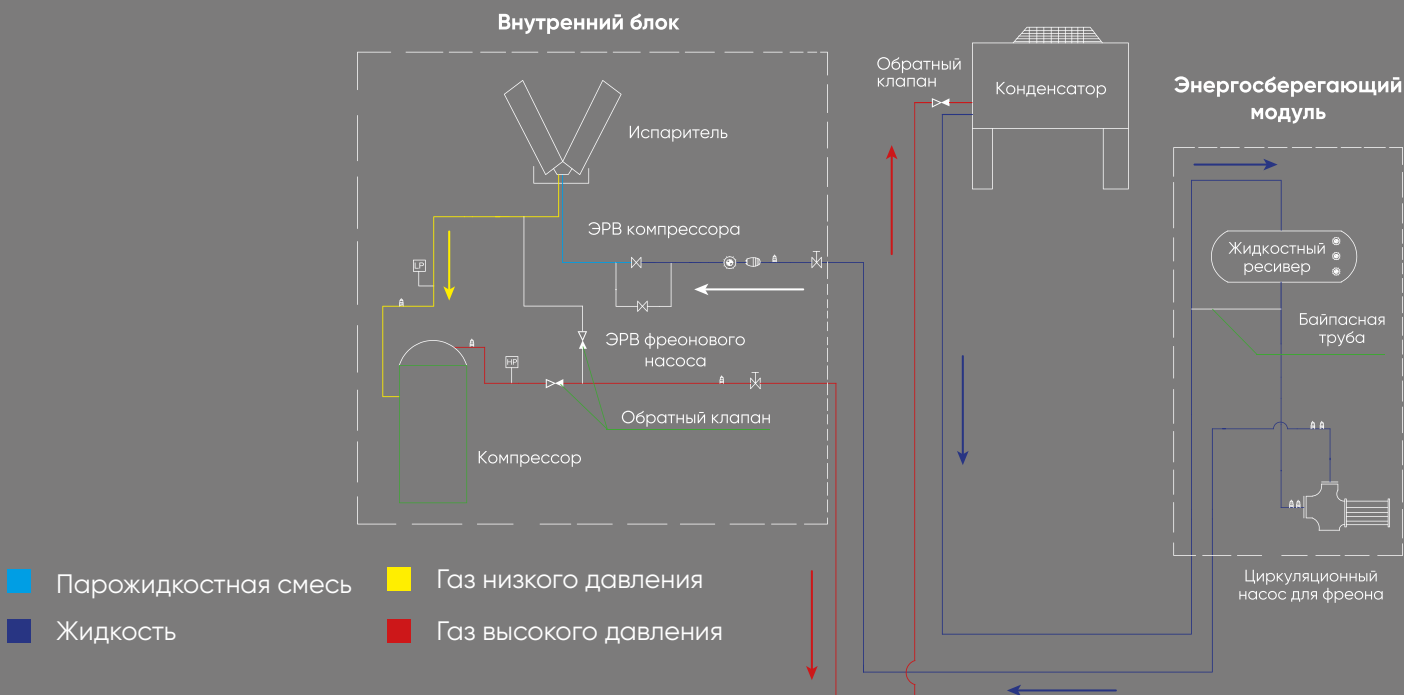 Внутренний блок
Обратный
клапан
Конденсатор
Энергосберегающий
модуль
Испаритель
ЭРВ компрессора
Жидкостный
ресивер
LP
Байпасная
труба
ЭРВ фреонового
насоса
HP
Обратный клапан
Компрессор
Циркуляционный
насос для фреона
Парожидкостная смесь
Газ низкого давления
Жидкость
Газ высокого давления